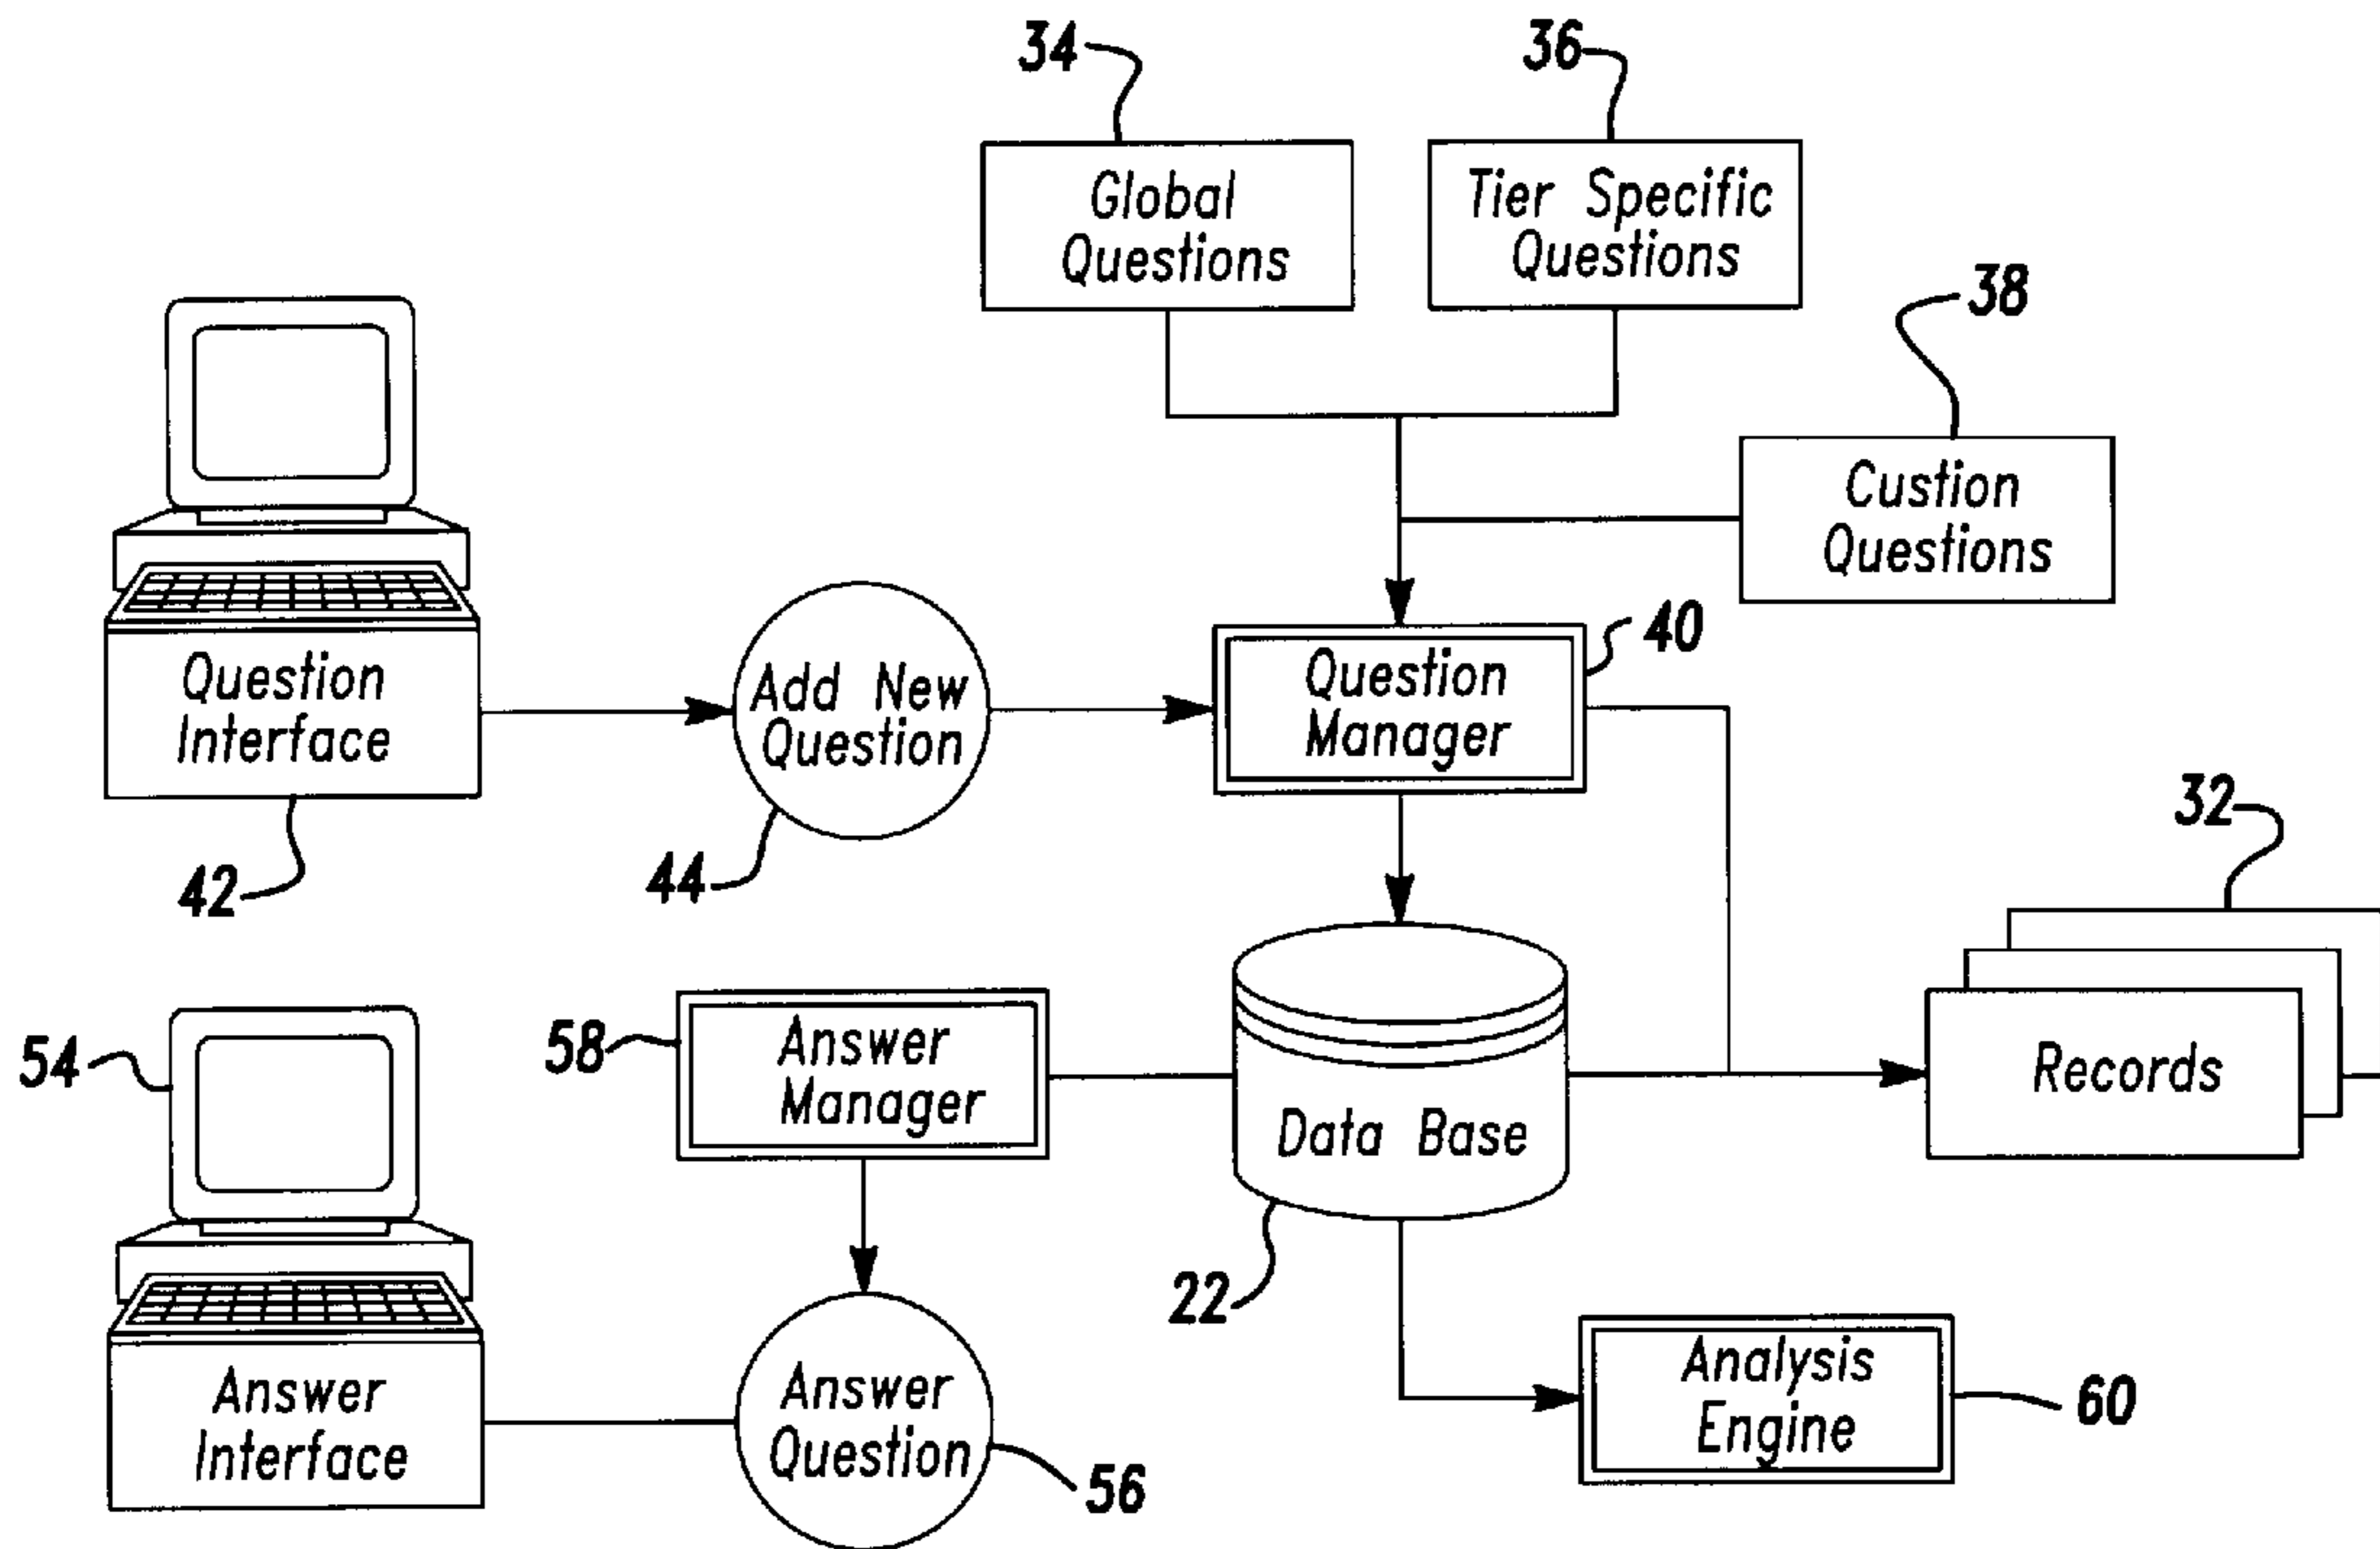 34
36
Global
Questions
Tier Specific
Questions
38
Custion
Questions
40
Question
Interface
Add New
Question
Question
Manager
32
42
44
54
58
Answer
Manager
Data Base
Records
22
Answer
Interface
Answer
Question
56
Analysis
Engine
60